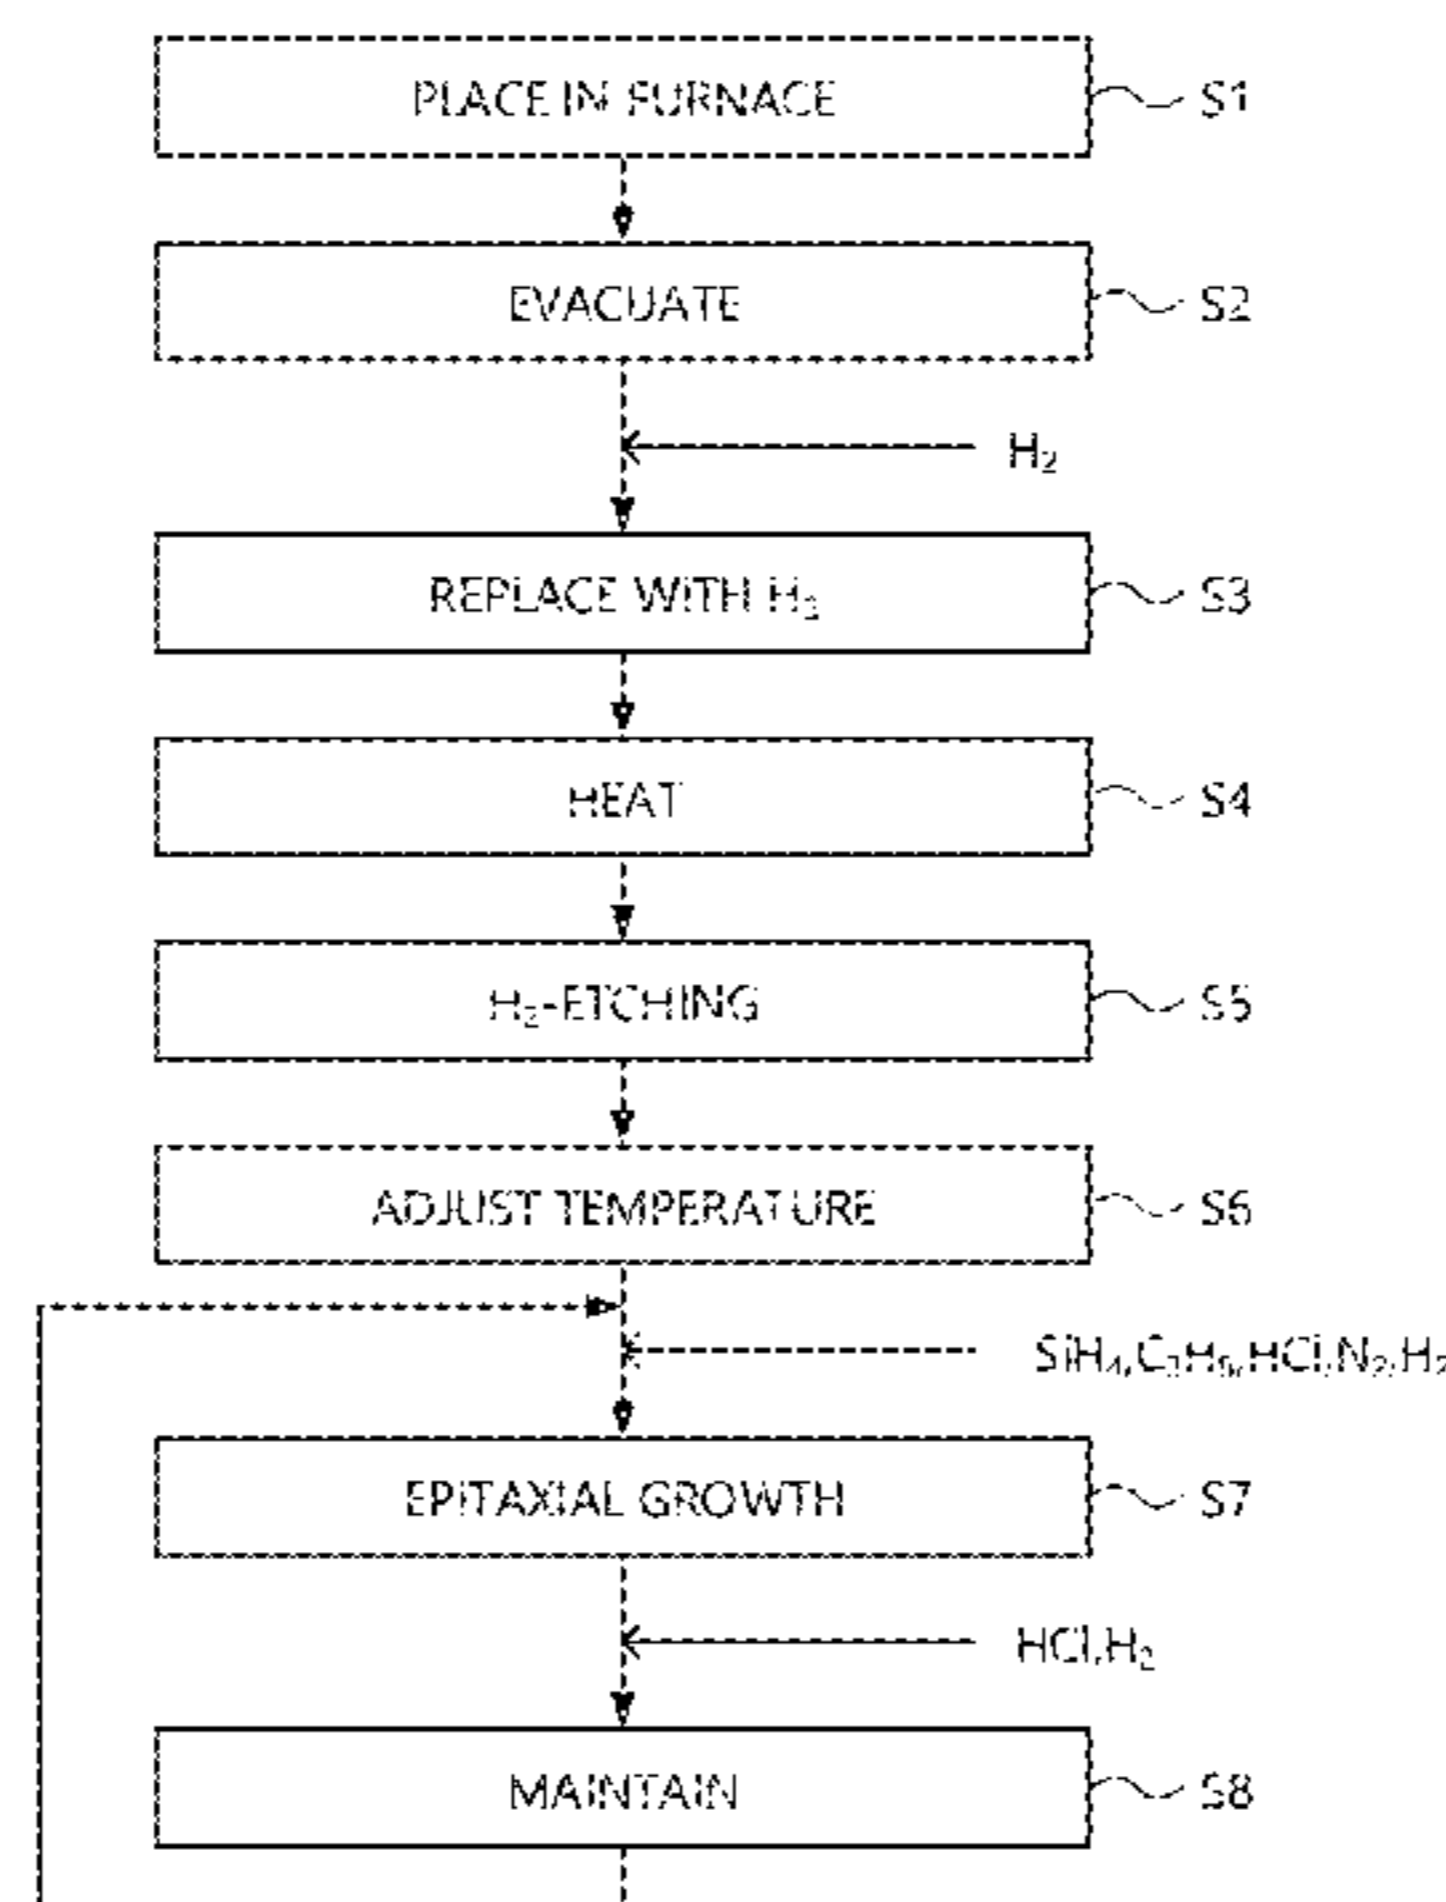 PLACE IN FURNACE S1
EVACUATE S2
H₂
REPLACE WITH H₂ S3
HEAT S4
H₂-ETCHING S5
ADJUST TEMPERATURE S6
SiH₄,C₃H₈,HCl,N₂,H₂
EPITAXIAL GROWTH S7
HCl,H₂
MAINTAIN S8